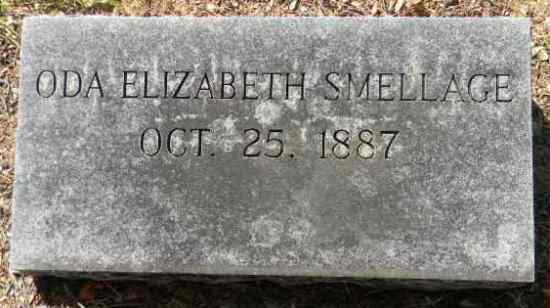 ODA ELIZABETH SMELLAGE
OCT. 25, 1887